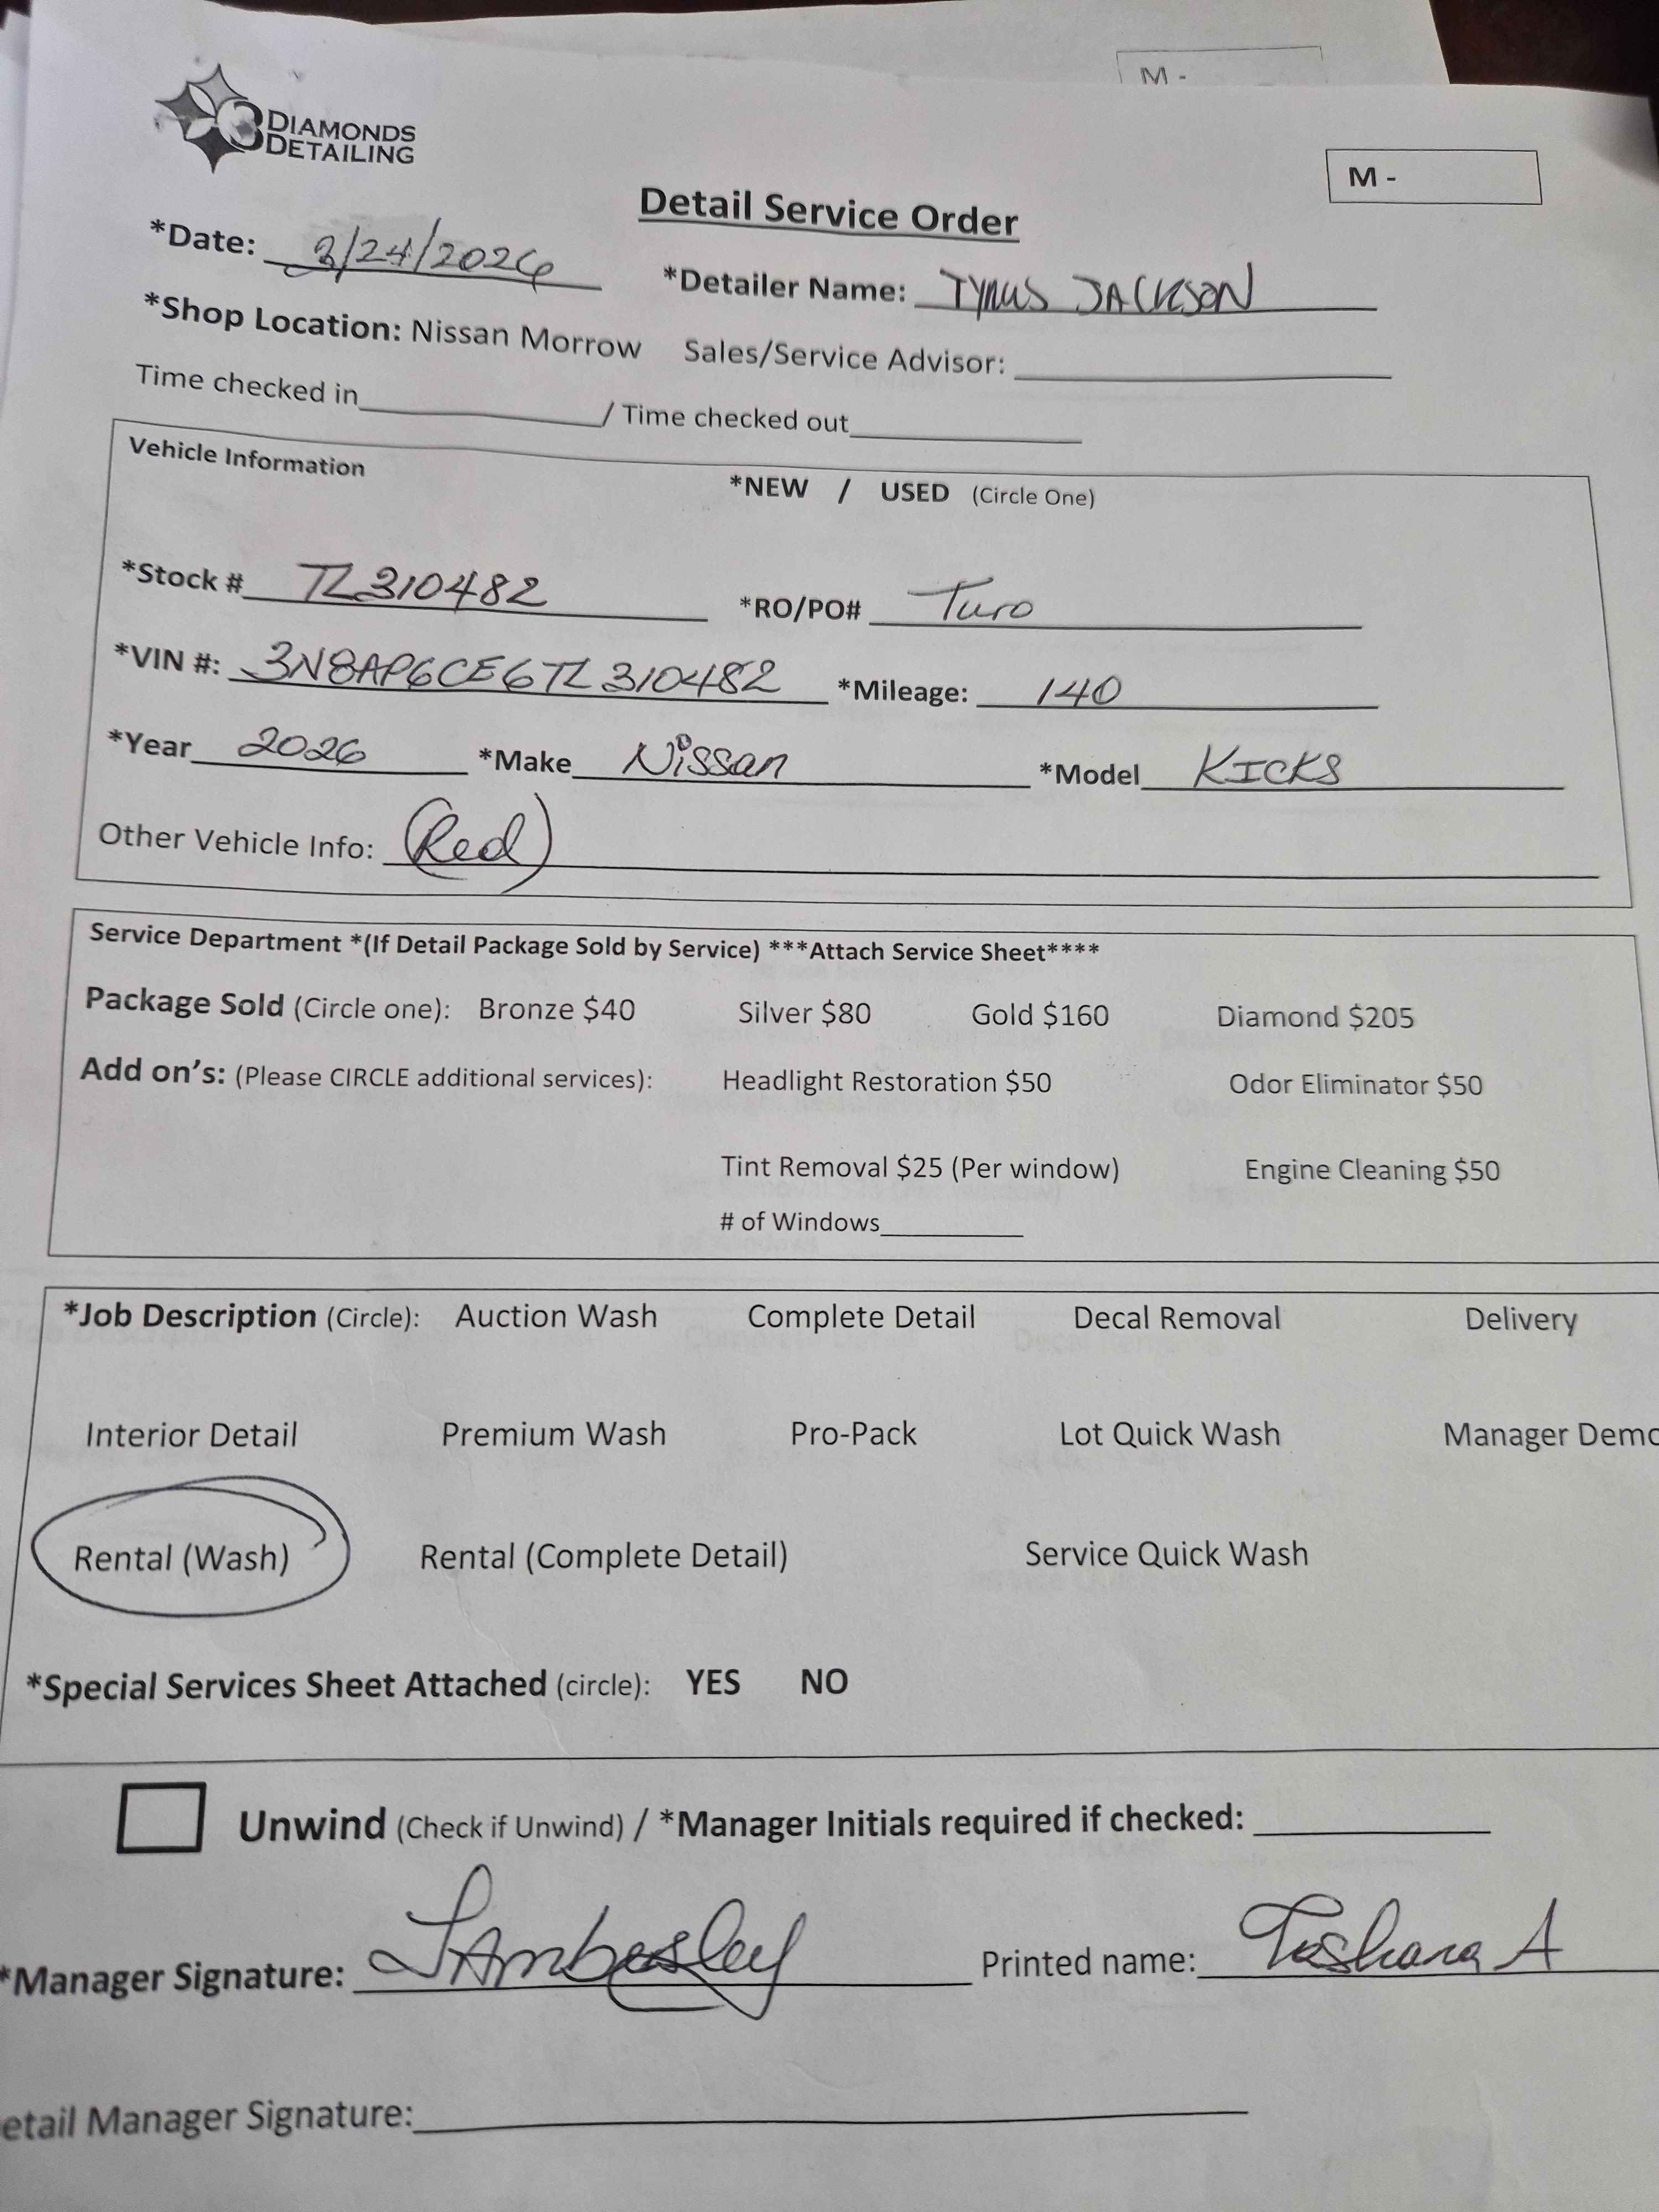 M -
3 DIAMONDS DETAILING
M -
Detail Service Order
*Date: 3/24/2026 *Detailer Name: TYRUS JACKSON
*Shop Location: Nissan Morrow Sales/Service Advisor:
Time checked in / Time checked out
Vehicle Information
*NEW / USED (Circle One)
*Stock # TL310482 *RO/PO# Turo
*VIN #: 3N8AP6CE6TL310482 *Mileage: 140
*Year 2026 *Make Nissan *Model KICKS
Other Vehicle Info: (Red)
Service Department *(If Detail Package Sold by Service) ***Attach Service Sheet****
Package Sold (Circle one): Bronze $40 Silver $80 Gold $160 Diamond $205
Add on's: (Please CIRCLE additional services): Headlight Restoration $50 Odor Eliminator $50
Tint Removal $25 (Per window) Engine Cleaning $50
# of Windows
*Job Description (Circle): Auction Wash Complete Detail Decal Removal Delivery
Interior Detail Premium Wash Pro-Pack Lot Quick Wash Manager Demo
Rental (Wash) Rental (Complete Detail) Service Quick Wash
*Special Services Sheet Attached (circle): YES NO
Unwind (Check if Unwind) / *Manager Initials required if checked:
*Manager Signature: Printed name: Toshana A
etail Manager Signature: